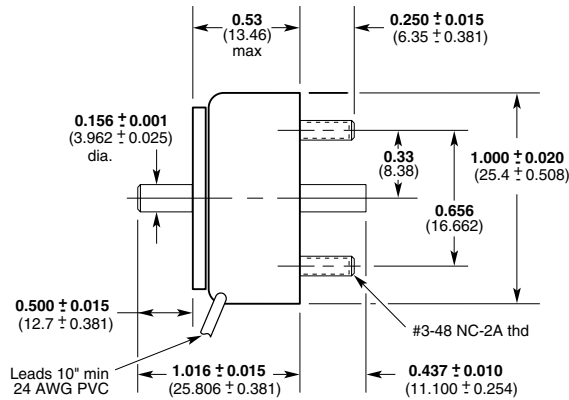 0.53
(13.46)
max
0.250 ± 0.015
(6.35 ± 0.381)
0.156 ± 0.001
(3.962 ± 0.025)
dia.
0.33
(8.38)
1.000 ± 0.020
(25.4 ± 0.508)
0.656
(16.662)
0.500 ± 0.015
(12.7 ± 0.381)
#3-48 NC-2A thd
Leads 10" min
24 AWG PVC
1.016 ± 0.015
(25.806 ± 0.381)
0.437 ± 0.010
(11.100 ± 0.254)